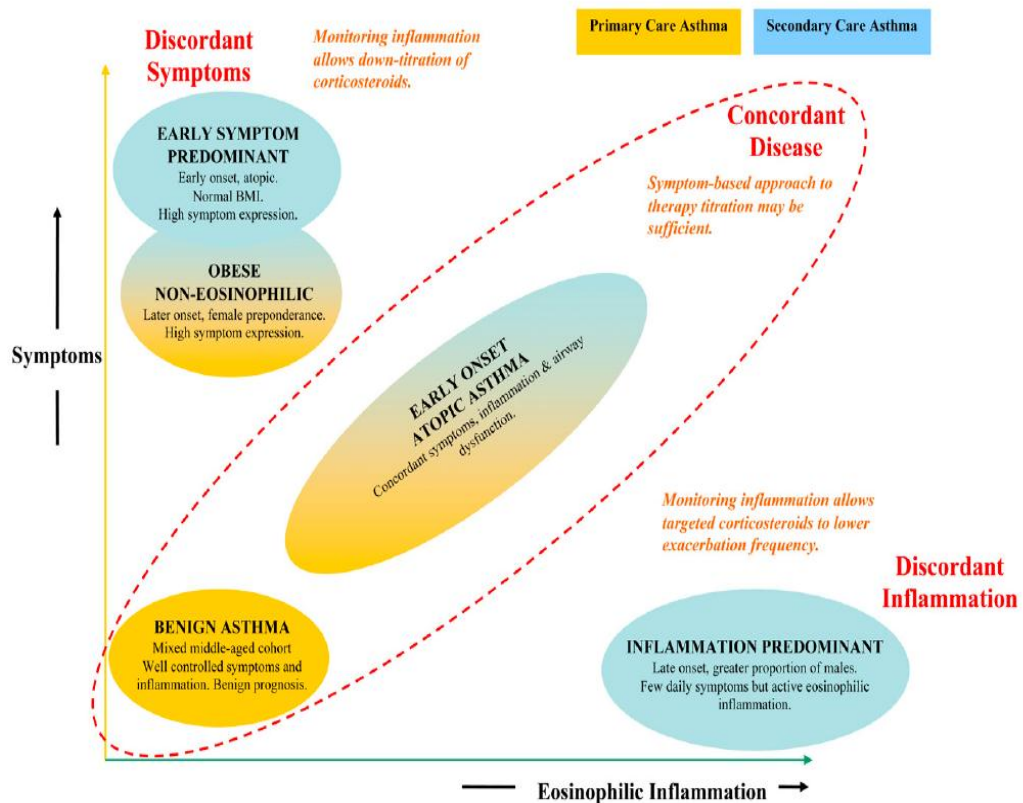 Primary Care Asthma
Secondary Care Asthma
Discordant
Symptoms
Monitoring inflammation
allows down-titration of
corticosteroids.
EARLY SYMPTOM
PREDOMINANT
Early onset, atopic.
Normal BMI.
High symptom expression.
OBESE
NON-EOSINOPHILIC
Later onset, female preponderance.
High symptom expression.
Symptoms
Concordant
Disease
Symptom-based approach to
therapy titration may be
sufficient.
EARLY ONSET
ATOPIC ASTHMA
Concordant symptoms, inflammation & airway
dysfunction.
Monitoring inflammation allows
targeted corticosteroids to lower
exacerbation frequency.
Discordant
Inflammation
BENIGN ASTHMA
Mixed middle-aged cohort
Well controlled symptoms and
inflammation. Benign prognosis.
INFLAMMATION PREDOMINANT
Late onset, greater proportion of males.
Few daily symptoms but active eosinophilic
inflammation.
Eosinophilic Inflammation